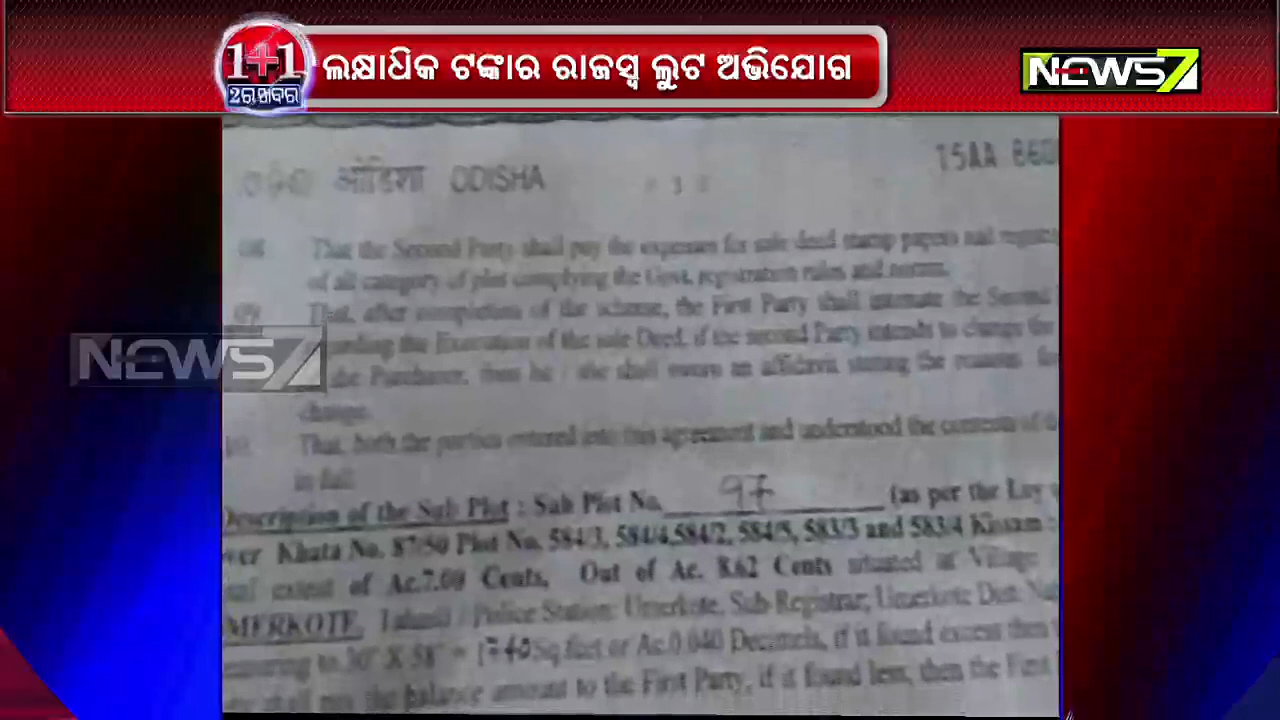 1+1
2ରଖବର
ଲକ୍ଷାଧିକ ଟଙ୍କାର ରାଜସ୍ୱ ଲୁଟ ଅଭିଯୋଗ
NEWS7
ओडिशा ODISHA
3
15AA 860
That the Second Party shall pay the expenses for sale deed stamp papers and
of all category of plot complying the Govt. registration rules and norms.
That, after completion of the scheme, the First Party shall intimate the Second
the Execution of the sale Deed, if the second Party intends to change the
the Purchaser, then he / she shall swore an affidavit stating the reasons
change.
That, both the parties entered into this agreement and understood the contents of
in full
NEWS7
Description of the Sub Plot : Sub Plot No. 97 (as per the Lay
Khata No. 87/50 Plot No. 584/3, 584/4,584/2, 584/5, 583/3 and 583/4 Kissam :
extent of Ac.7.00 Cents, Out of Ac. 8.62 Cents situated at Village
MERKOTE, Tahasil / Police Station: Umerkote, Sub-Registrar; Umerkote Dist.
to 30' X 58' = 1740 Sq.feet or Ac.0.040 Decimels, if it found excess then
the balance amount to the First Party, if it found less, then the First